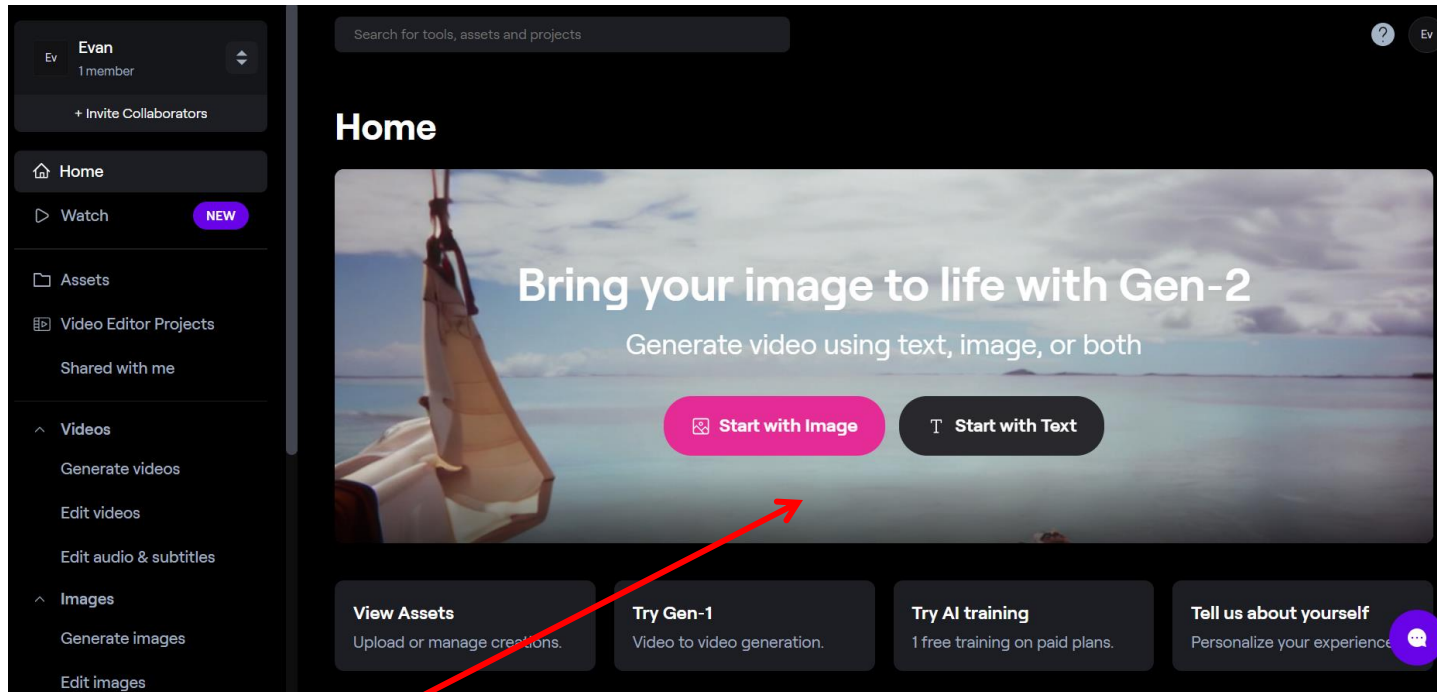 Ev
Evan
1 member
+ Invite Collaborators
Home
Watch
NEW
Assets
Video Editor Projects
Shared with me
Videos
Generate videos
Edit videos
Edit audio & subtitles
Images
Generate images
Edit images
Search for tools, assets and projects
?
Ev
Home
Bring your image to life with Gen-2
Generate video using text, image, or both
Start with Image
T Start with Text
View Assets
Upload or manage creations.
Try Gen-1
Video to video generation.
Try AI training
1 free training on paid plans.
Tell us about yourself
Personalize your experience